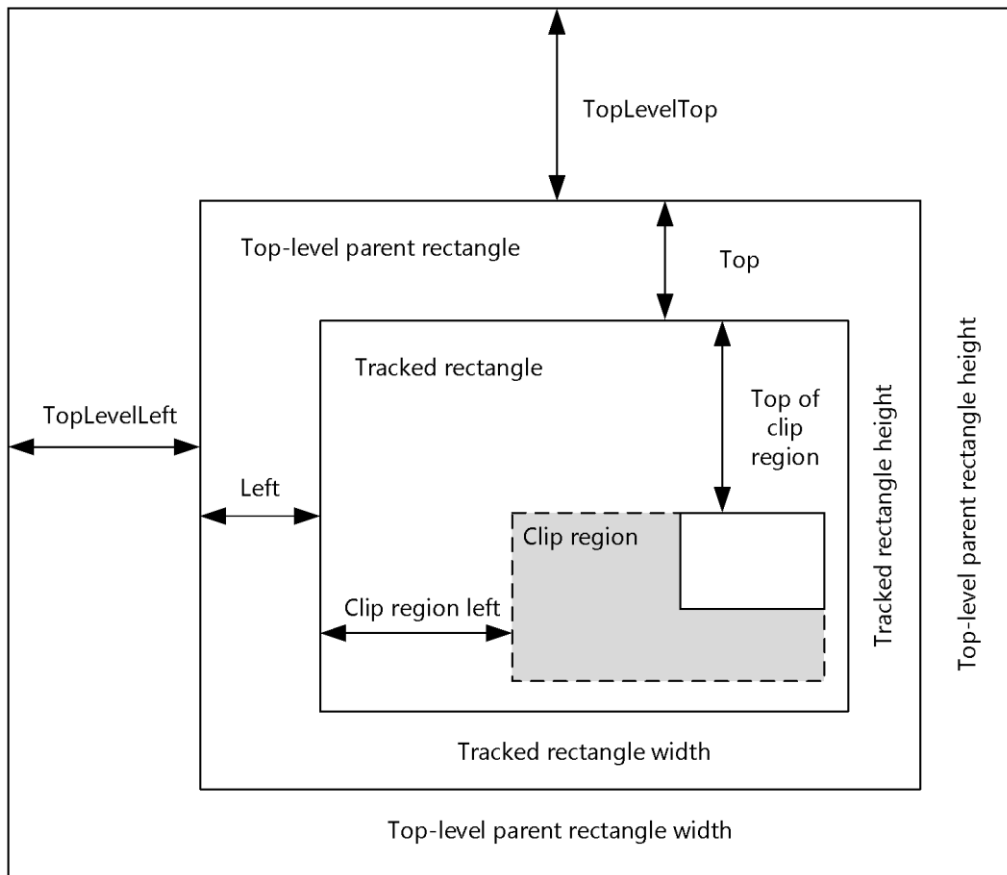 TopLevelTop
Top-level parent rectangle
Top
Tracked rectangle
TopLevelLeft
Top of
clip
region
Left
Clip region
Clip region left
Tracked rectangle height
Top-level parent rectangle height
Tracked rectangle width
Top-level parent rectangle width